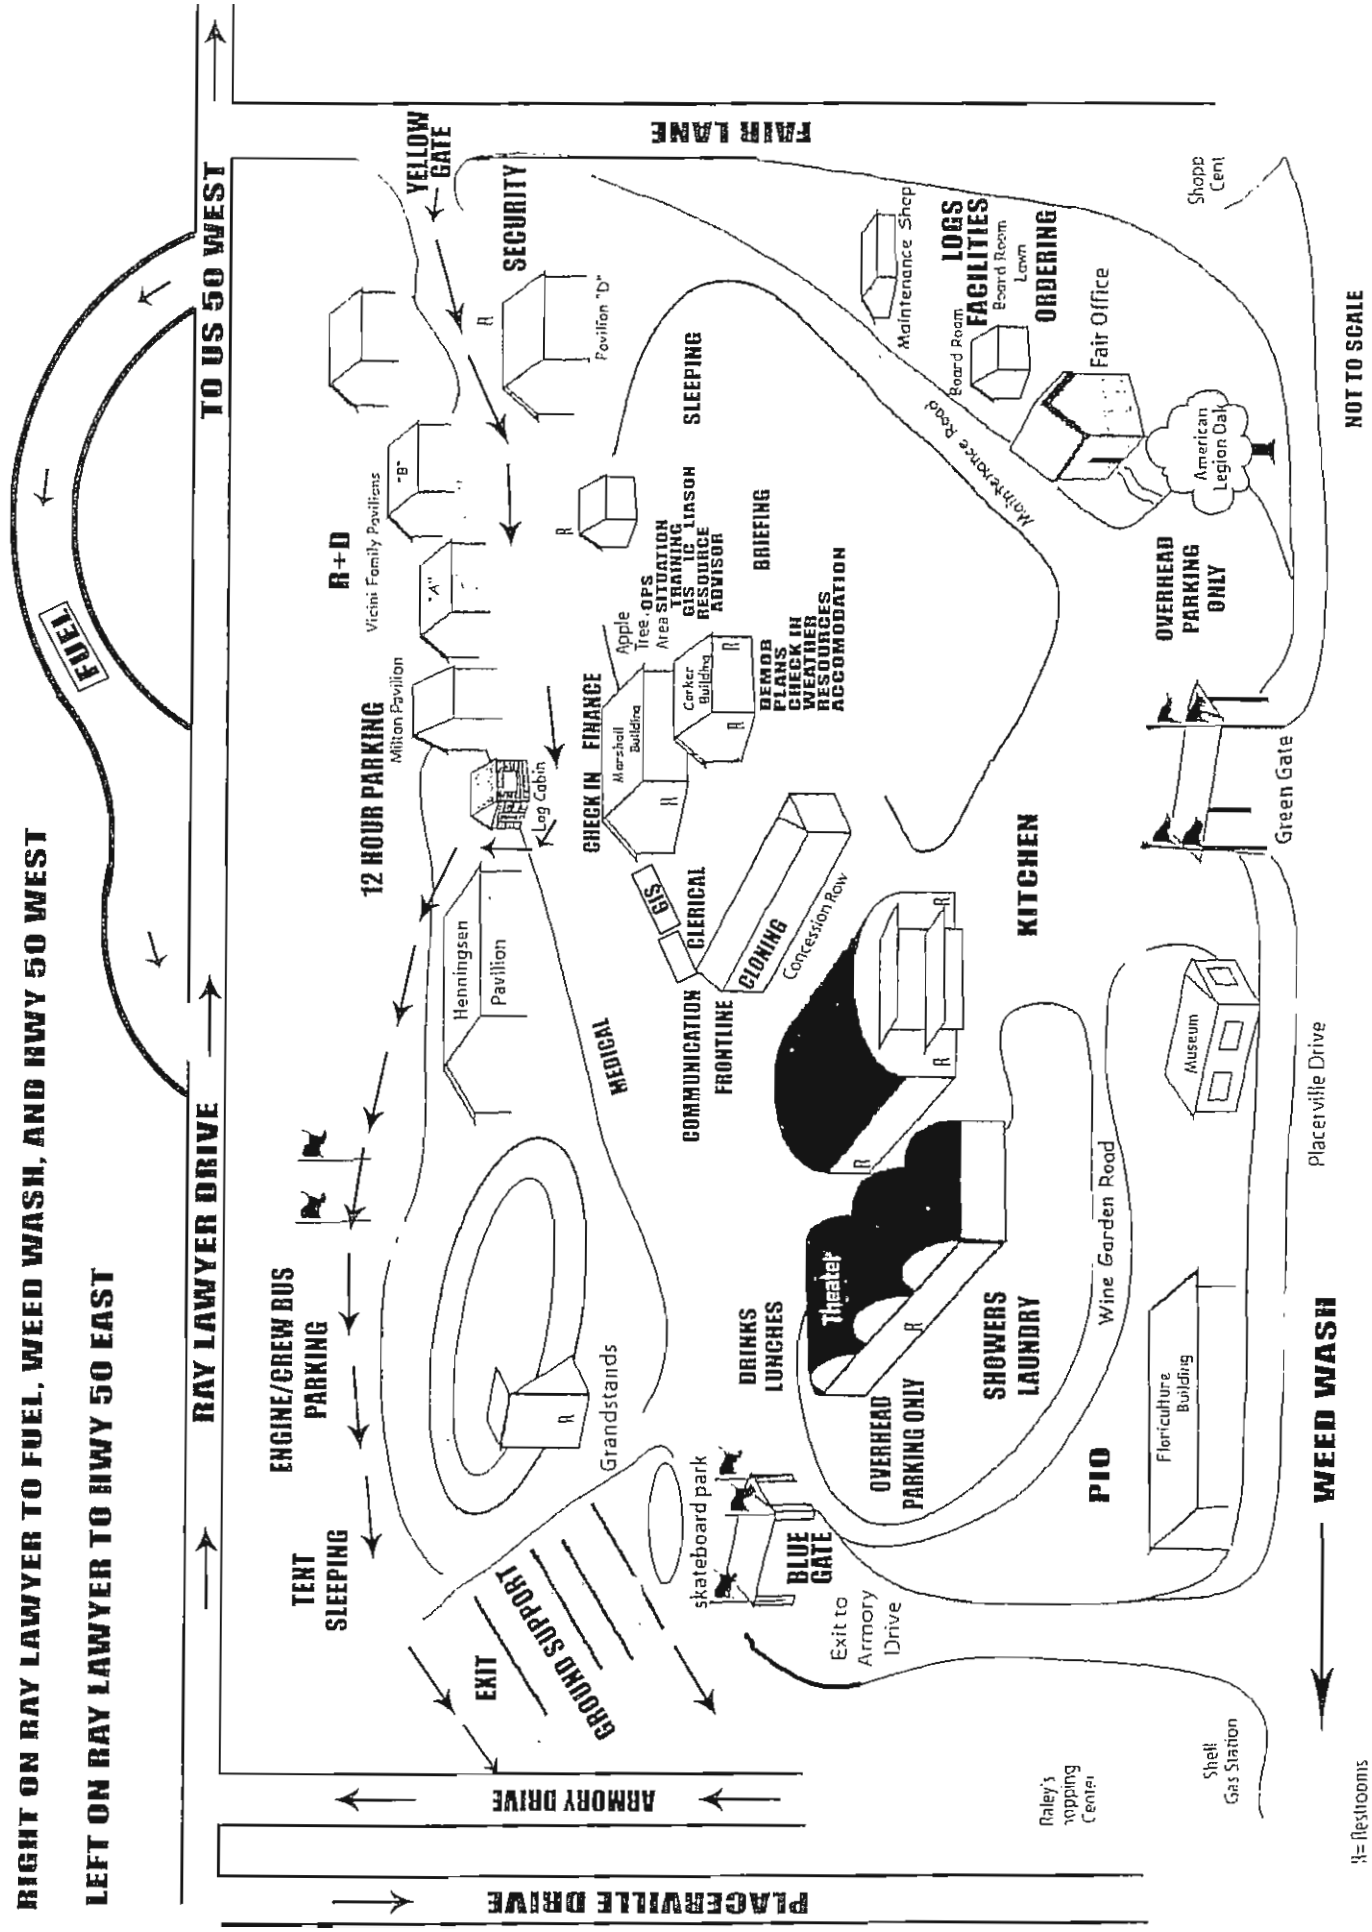 RIGHT ON RAY LAWYER TO FUEL, WEED WASH, AND HWY 50 WEST
LEFT ON RAY LAWYER TO HWY 50 EAST
FUEL
RAY LAWYER DRIVE
TO US 50 WEST
PLACERVILLE DRIVE
ARMORY DRIVE
FAIR LANE
YELLOW
GATE
TENT
SLEEPING
ENGINE/CREW BUS
PARKING
12 HOUR PARKING
Milton Pavilion
R+D
Vicini Family Pavilions
"A"
"B"
SECURITY
R
Pavilion "D"
EXIT
GROUND SUPPORT
R
Grandstands
Henningsen
Pavilion
Log Cabin
MEDICAL
CHECK IN FINANCE
Marshall
Building
R
Corker
Building
R
R
Apple
Tree
Area
OPS
SITUATION
TRAINING
GIS IC LIASON
RESOURCE
ADVISOR
R
SLEEPING
BRIEFING
DEMOB
PLANS
CHECK IN
WEATHER
RESOURCES
ACCOMODATION
GIS
CLERICAL
COMMUNICATION
FRONTLINE
CLONING
Concession Row
skateboard park
BLUE
GATE
Exit to
Armory
Drive
DRINKS
LUNCHES
Theater
R
R
R
R
OVERHEAD
PARKING ONLY
SHOWERS
LAUNDRY
KITCHEN
Maintenance Road
Maintenance Shop
Board Room
LOGS
FACILITIES
Board Room
Lawn
ORDERING
Fair Office
American
Legion Oak
OVERHEAD
PARKING
ONLY
Shopp
Cent
PIO
Wine Garden Road
Floriculture
Building
Museum
Green Gate
Placerville Drive
Raley's
opping
Center
Shell
Gas Station
WEED WASH
NOT TO SCALE
R= Restrooms